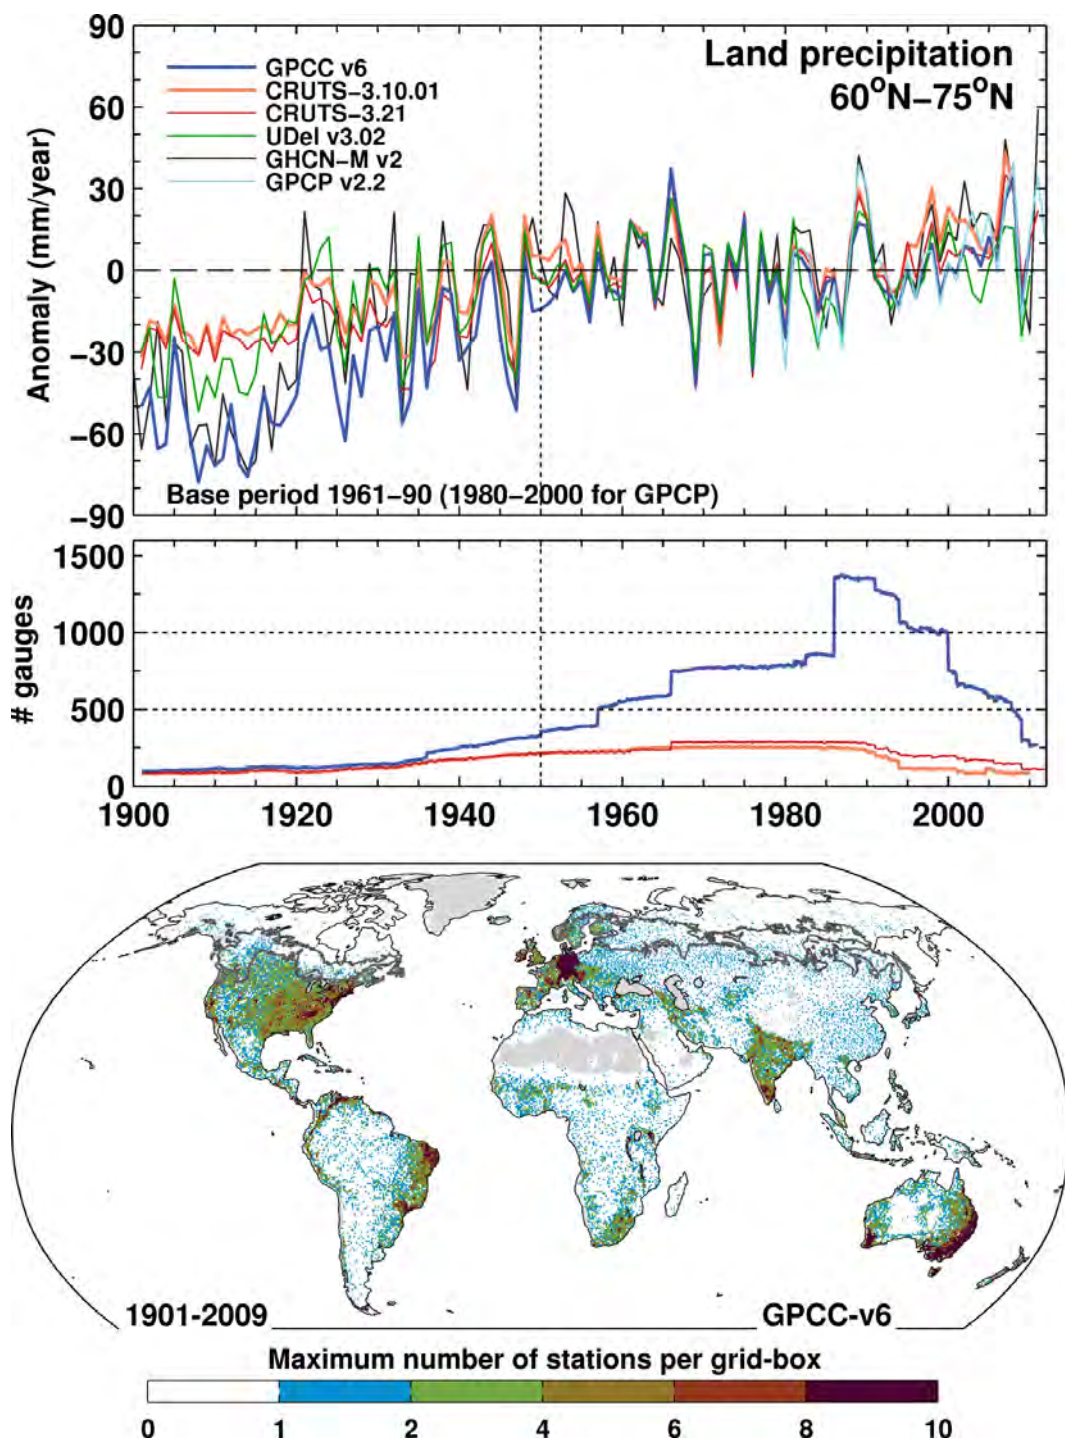 90
60
30
0
−30
−60
−90
Anomaly (mm/year)
GPCC v6
CRUTS−3.10.01
CRUTS−3.21
UDel v3.02
GHCN−M v2
GPCP v2.2
Land precipitation
60°N−75°N
Base period 1961−90 (1980−2000 for GPCP)
1500
1000
500
0
# gauges
1900 1920 1940 1960 1980 2000
1901-2009
GPCC-v6
Maximum number of stations per grid-box
0 1 2 4 6 8 10